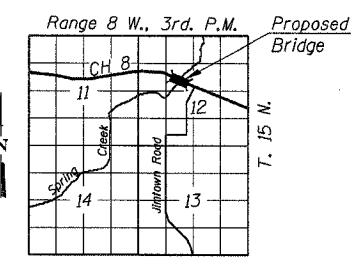 Range 8 W., 3rd. P.M.
Proposed
Bridge
CH 8
11
12
T. 15 N.
Creek
Jimtown Road
Spring
14
13